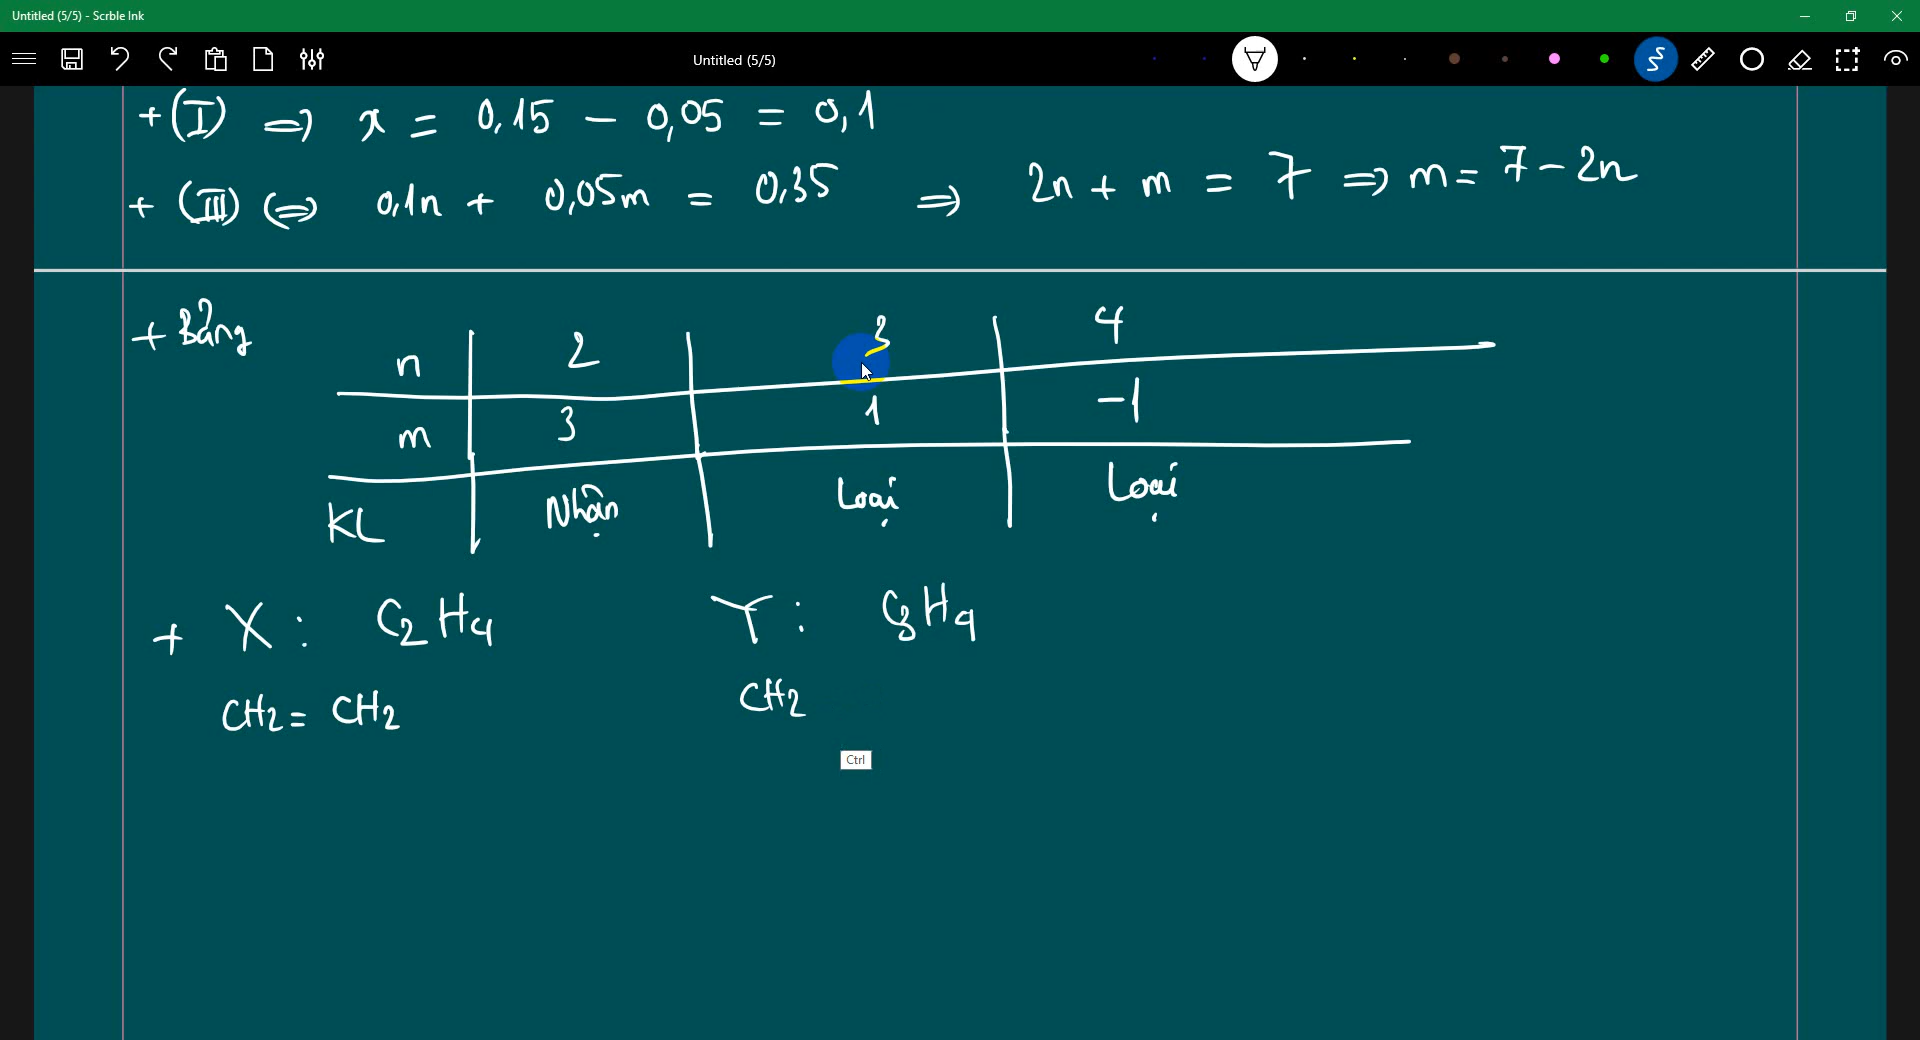 Untitled (5/5) - Scrble Ink
Untitled (5/5)
+ (I) ⇒ x = 0,15 - 0,05 = 0,1
+ (III) ⇔ 0,1n + 0,05m = 0,35 ⇒ 2n + m = 7 ⇒ m = 7 - 2n
+ Bảng
n 2 3 4
m 3 1 -1
KL Nhận Loại Loại
+ X : C2H4 Y : C3H4
CH2 = CH2 CH2
Ctrl